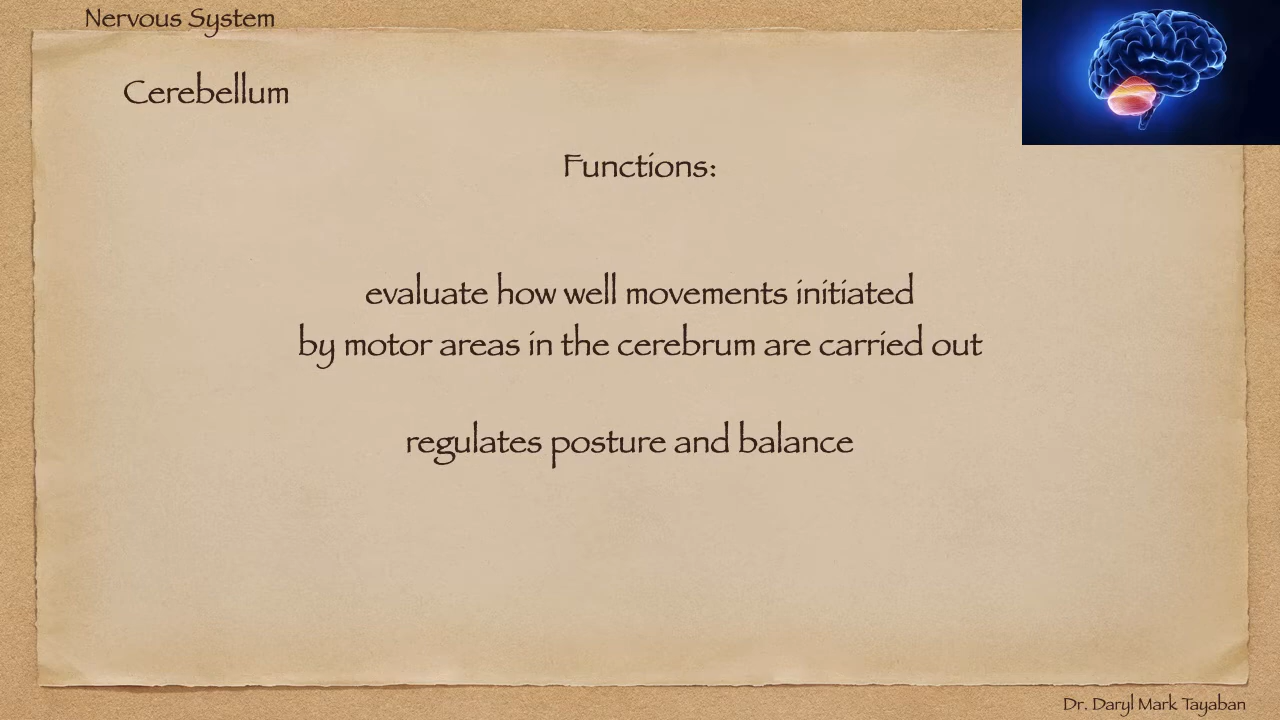 Nervous System
Cerebellum
Functions:
evaluate how well movements initiated
by motor areas in the cerebrum are carried out
regulates posture and balance
Dr. Daryl Mark Tayaban